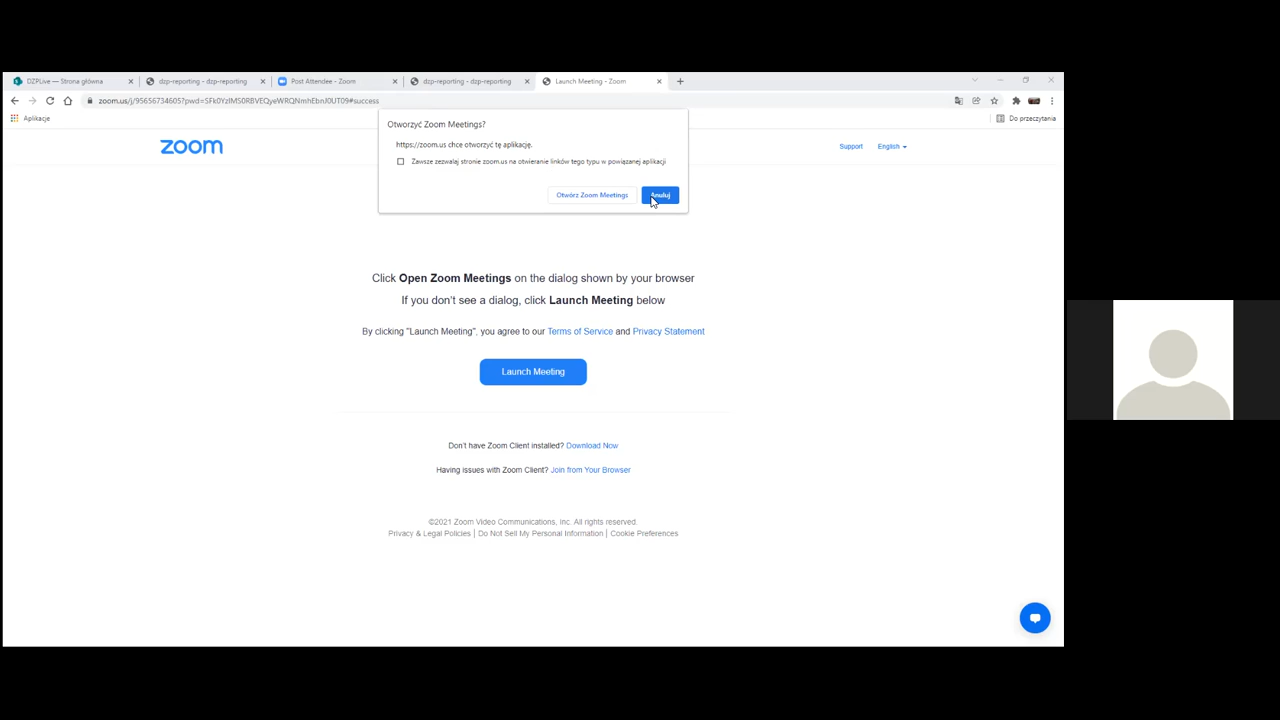 DZPLive — Strona główna
dzp-reporting – dzp-reporting
Post Attendee - Zoom
dzp-reporting – dzp-reporting
Launch Meeting - Zoom
Aplikacje
Do przeczytania
Otworzyć Zoom Meetings?
https://zoom.us chce otworzyć tę aplikację.
Zawsze zezwalaj stronie zoom.us na otwieranie linków tego typu w powiązanej aplikacji
Otwórz Zoom Meetings
Anuluj
zoom
Support
English
Click Open Zoom Meetings on the dialog shown by your browser
If you don't see a dialog, click Launch Meeting below
By clicking "Launch Meeting", you agree to our Terms of Service and Privacy Statement
Launch Meeting
Don't have Zoom Client installed? Download Now
Having issues with Zoom Client? Join from Your Browser
©2021 Zoom Video Communications, Inc. All rights reserved.
Privacy & Legal Policies | Do Not Sell My Personal Information | Cookie Preferences